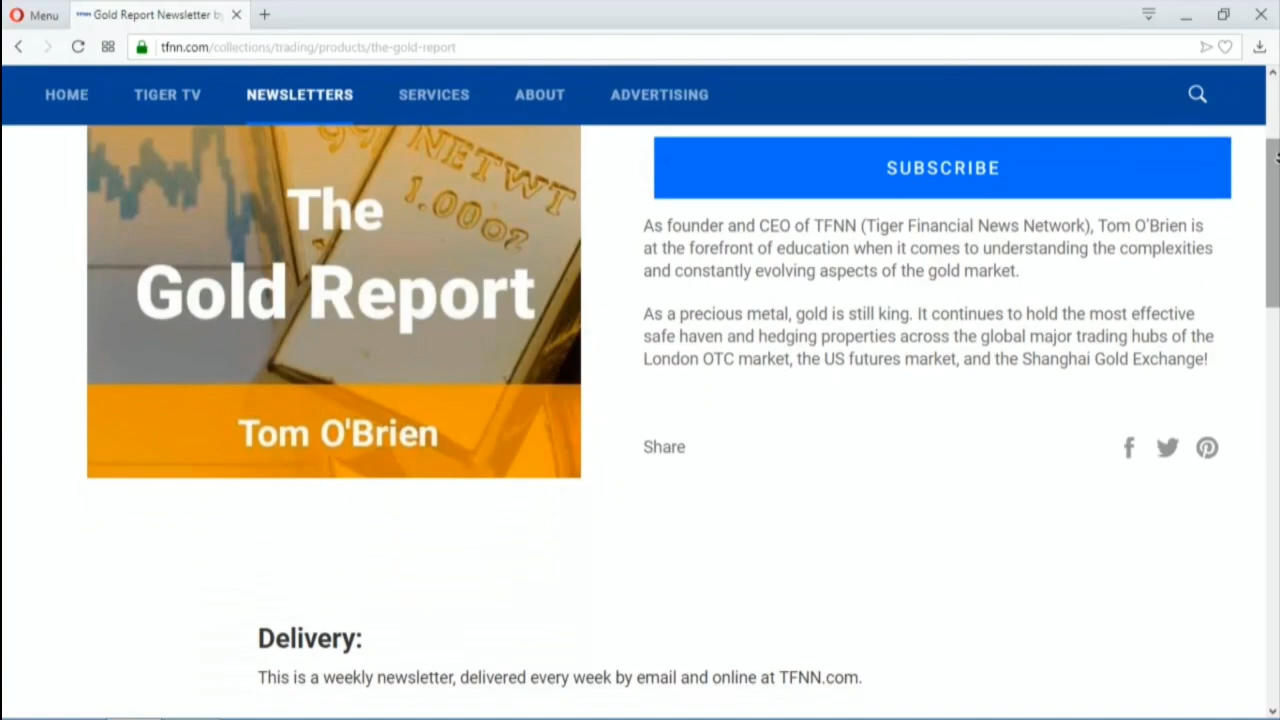 Menu
Gold Report Newsletter b
tfnn.com/collections/trading/products/the-gold-report
HOME TIGER TV NEWSLETTERS SERVICES ABOUT ADVERTISING
99 NETWT
1.00oz
The
Gold Report
Tom O'Brien
SUBSCRIBE
As founder and CEO of TFNN (Tiger Financial News Network), Tom O'Brien is
at the forefront of education when it comes to understanding the complexities
and constantly evolving aspects of the gold market.
As a precious metal, gold is still king. It continues to hold the most effective
safe haven and hedging properties across the global major trading hubs of the
London OTC market, the US futures market, and the Shanghai Gold Exchange!
Share
Delivery:
This is a weekly newsletter, delivered every week by email and online at TFNN.com.